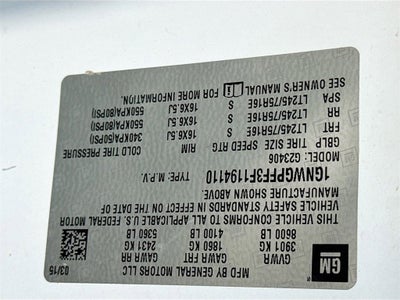 GM
MFD BY GENERAL MOTORS LLC 03/15
GVWR GAWR FRT GAWR RR
3901 KG 1860 KG 2431 KG
8600 LB 4100 LB 5360 LB
THIS VEHICLE CONFORMS TO ALL APPLICABLE U.S. FEDERAL MOTOR
VEHICLE SAFETY STANDARDS IN EFFECT ON THE DATE OF
MANUFACTURE SHOWN ABOVE.
1GNWGPFF3F1194110 TYPE: M.P.V.
MODEL: G23406
GBLP TIRE SIZE SPEED RTG RIM COLD TIRE PRESSURE
FRT LT245/75R16E S 16X6.5J 340KPA(50PSI)
RR LT245/75R16E S 16X6.5J 550KPA(80PSI)
SPA LT245/75R16E S 16X6.5J 550KPA(80PSI)
SEE OWNER'S MANUAL FOR MORE INFORMATION.